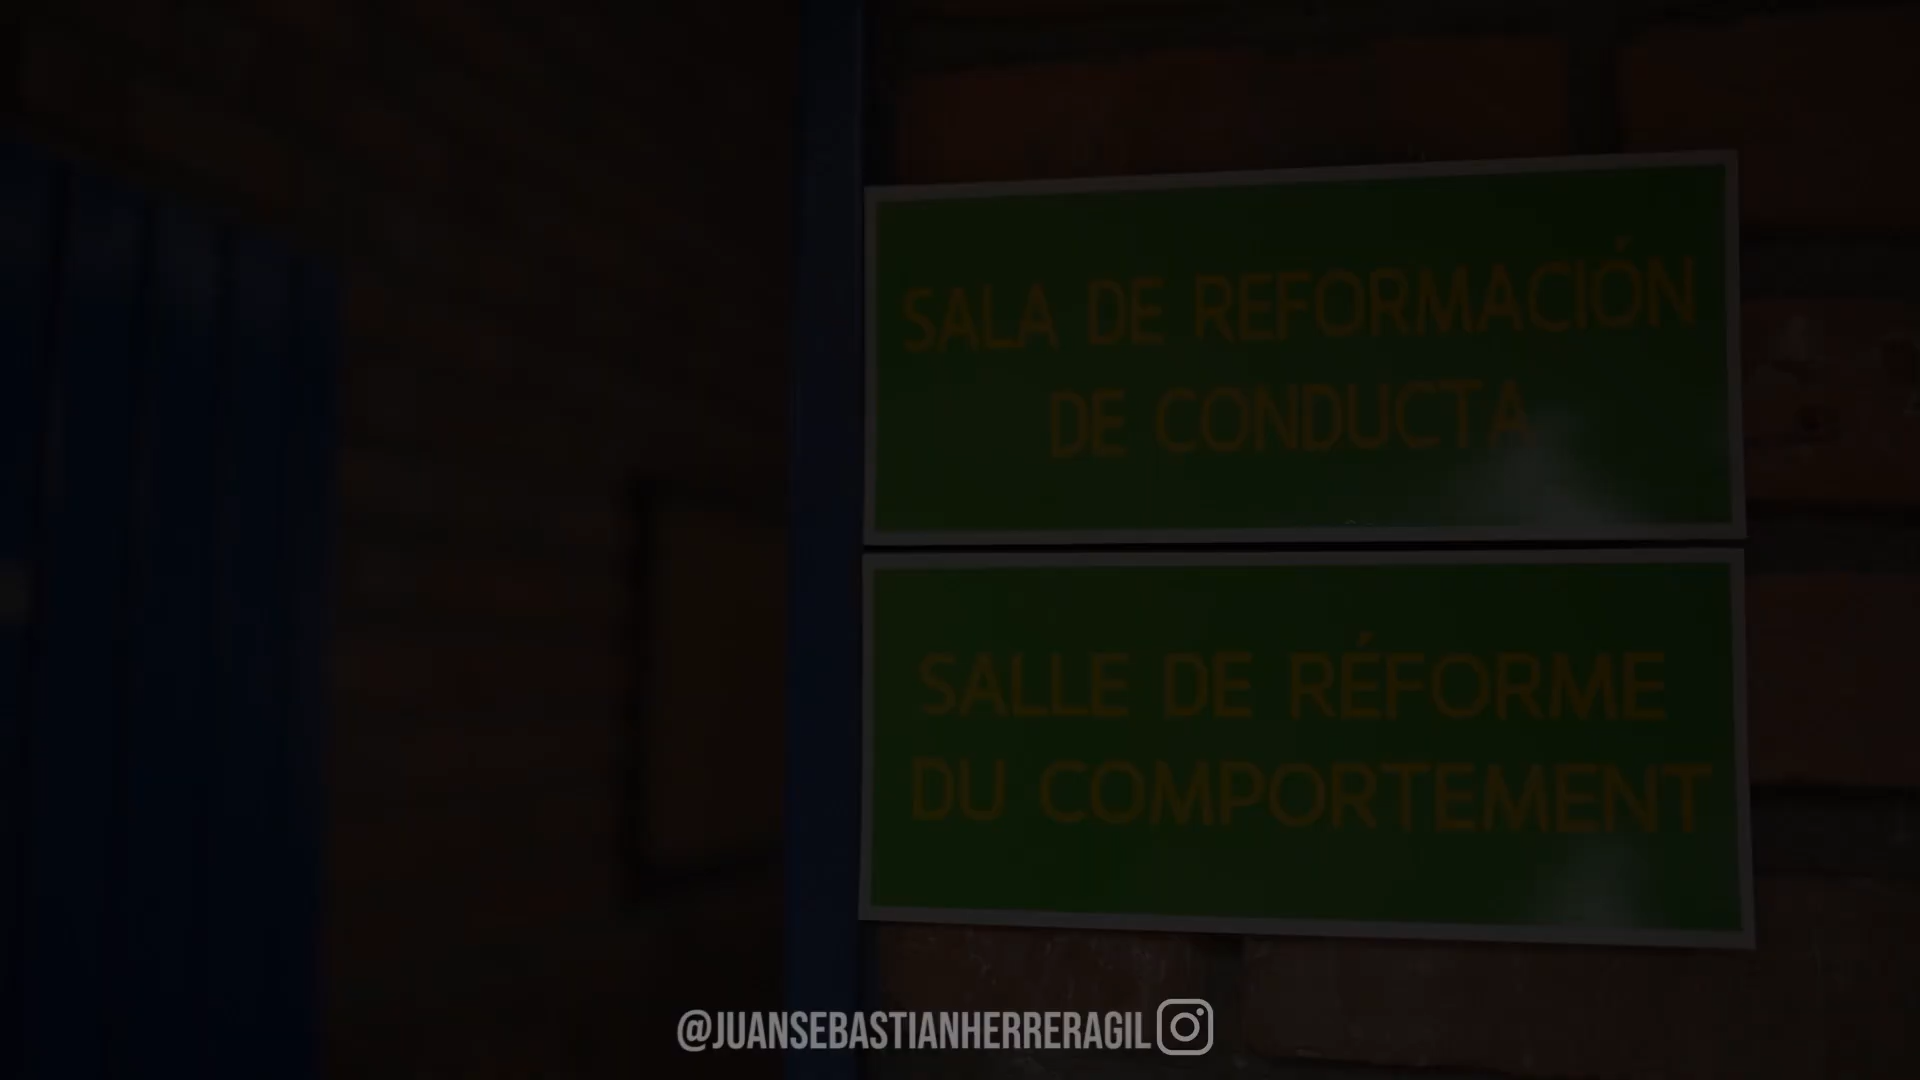 SALA DE REFORMACIÓN
DE CONDUCTA
SALLE DE RÉFORME
DU COMPORTEMENT
@JUANSEBASTIANHERRERAGIL